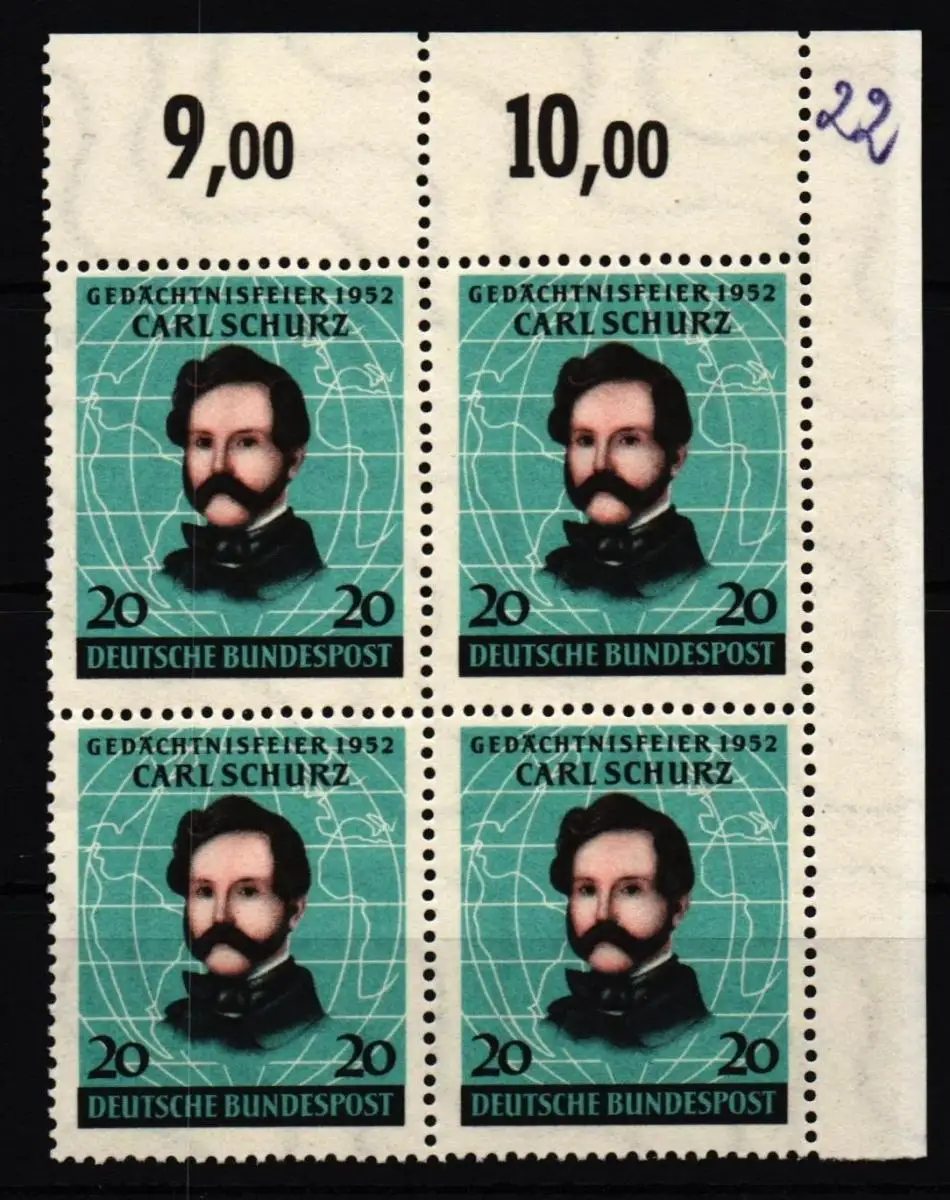 9,00 10,00 22
GEDÄCHTNISFEIER 1952
CARL SCHURZ
20 20
DEUTSCHE BUNDESPOST
GEDÄCHTNISFEIER 1952
CARL SCHURZ
20 20
DEUTSCHE BUNDESPOST
GEDÄCHTNISFEIER 1952
CARL SCHURZ
20 20
DEUTSCHE BUNDESPOST
GEDÄCHTNISFEIER 1952
CARL SCHURZ
20 20
DEUTSCHE BUNDESPOST